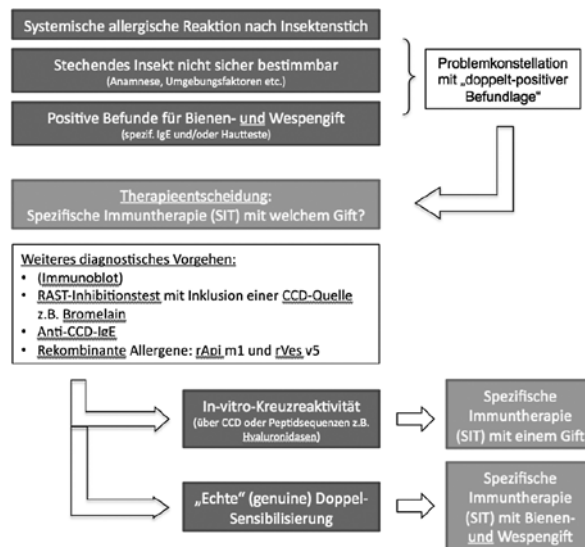 Systemische allergische Reaktion nach Insektenstich
Stechendes Insekt nicht sicher bestimmbar
(Anamnese, Umgebungsfaktoren etc.)
Positive Befunde für Bienen- und Wespengift
(spezif. IgE und/oder Hautteste)
Problemkonstellation
mit „doppelt-positiver
Befundlage"
Therapieentscheidung:
Spezifische Immuntherapie (SIT) mit welchem Gift?
Weiteres diagnostisches Vorgehen:
• (Immunoblot)
• RAST-Inhibitionstest mit Inklusion einer CCD-Quelle
z.B. Bromelain
• Anti-CCD-IgE
• Rekombinante Allergene: rApi m1 und rVes v5
In-vitro-Kreuzreaktivität
(über CCD oder Peptidsequenzen z.B.
Hyaluronidasen)
Spezifische
Immuntherapie
(SIT) mit einem Gift
„Echte" (genuine) Doppel-
Sensibilisierung
Spezifische
Immuntherapie
(SIT) mit Bienen-
und Wespengift